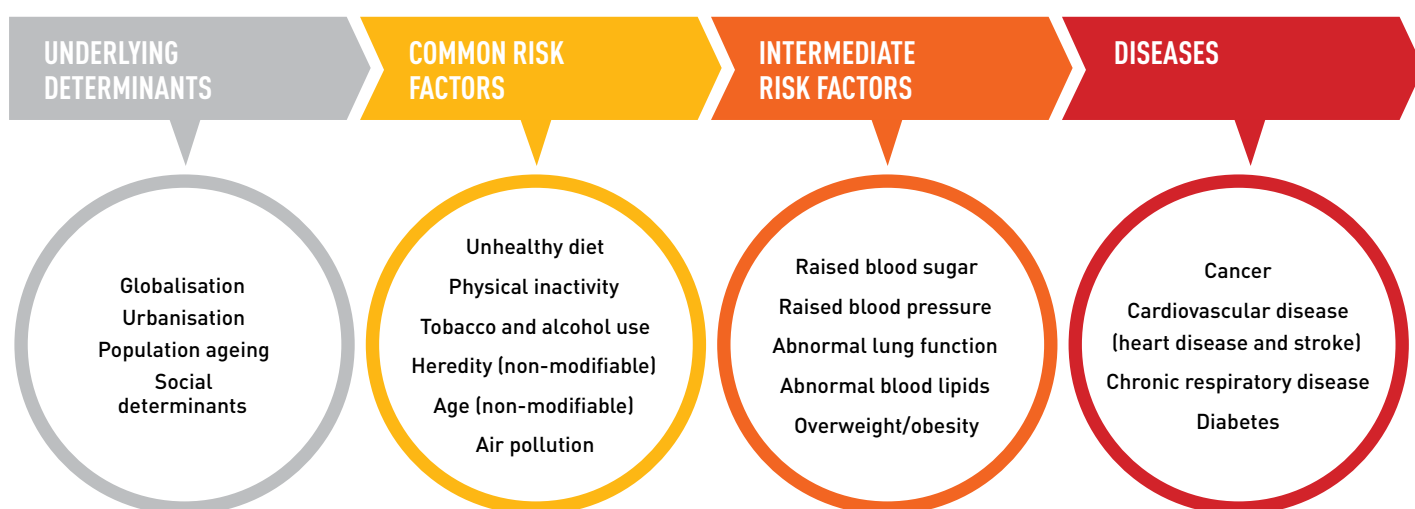 UNDERLYING
DETERMINANTS
COMMON RISK
FACTORS
INTERMEDIATE
RISK FACTORS
DISEASES
Globalisation
Urbanisation
Population ageing
Social
determinants
Unhealthy diet
Physical inactivity
Tobacco and alcohol use
Heredity (non-modifiable)
Age (non-modifiable)
Air pollution
Raised blood sugar
Raised blood pressure
Abnormal lung function
Abnormal blood lipids
Overweight/obesity
Cancer
Cardiovascular disease
(heart disease and stroke)
Chronic respiratory disease
Diabetes